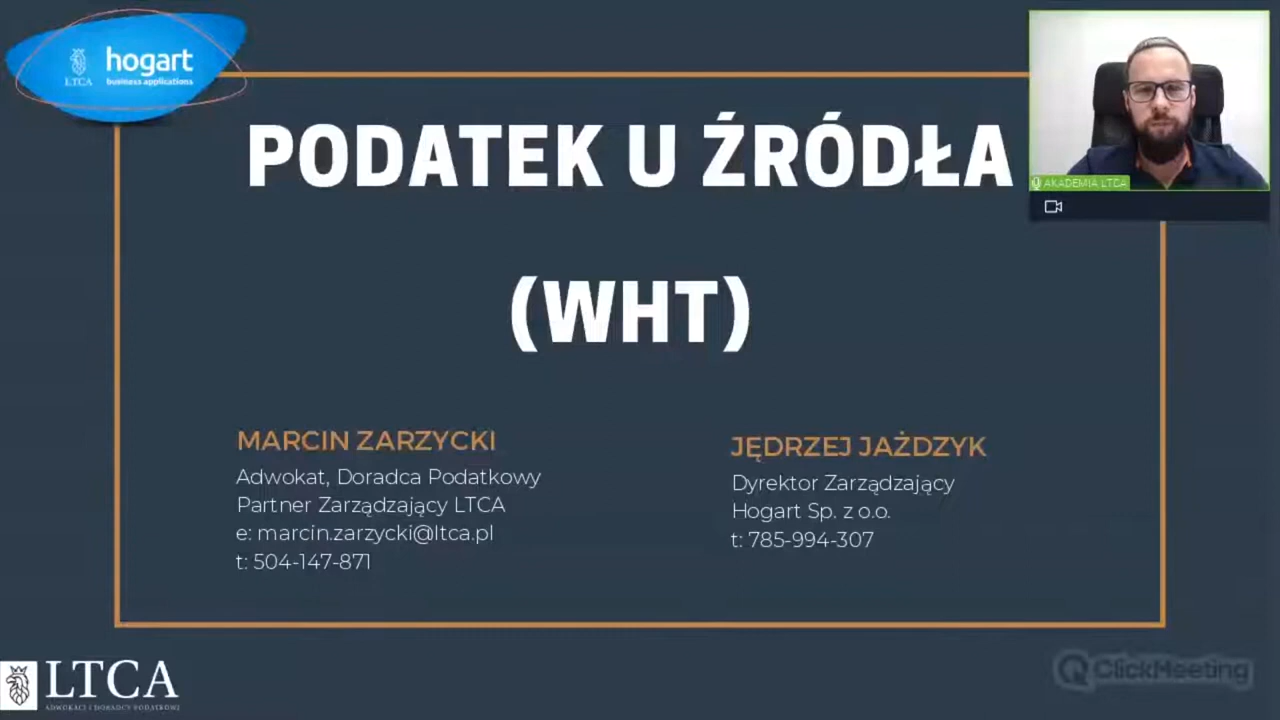 LTCA
hogart
business applications
PODATEK U ŹRÓDŁA
(WHT)
AKADEMIA LTCA
MARCIN ZARZYCKI
Adwokat, Doradca Podatkowy
Partner Zarządzający LTCA
e: marcin.zarzycki@ltca.pl
t: 504-147-871
JĘDRZEJ JAŻDZYK
Dyrektor Zarządzający
Hogart Sp. z o.o.
t: 785-994-307
LTCA
ADWOKACI I DORADCY PODATKOWI
ClickMeeting